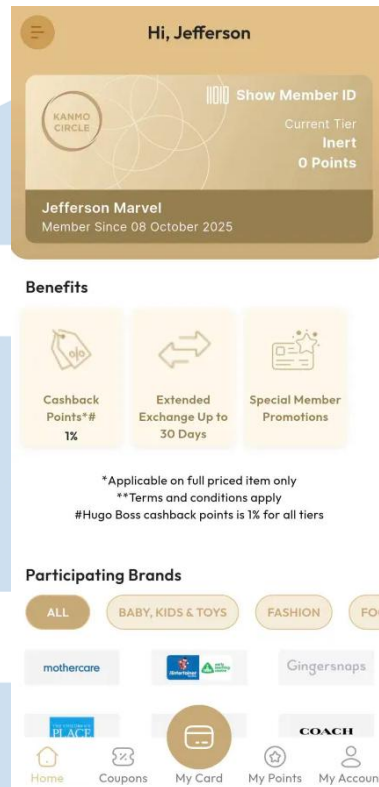 Hi, Jefferson
Show Member ID
KANMO
CIRCLE
Current Tier
Inert
0 Points
Jefferson Marvel
Member Since 08 October 2025
Benefits
Cashback
Points*#
1%
Extended
Exchange Up to
30 Days
Special Member
Promotions
*Applicable on full priced item only
**Terms and conditions apply
#Hugo Boss cashback points is 1% for all tiers
Participating Brands
ALL BABY, KIDS & TOYS FASHION FO
mothercare Gingersnaps
PLACE COACH
Home Coupons My Card My Points My Accoun